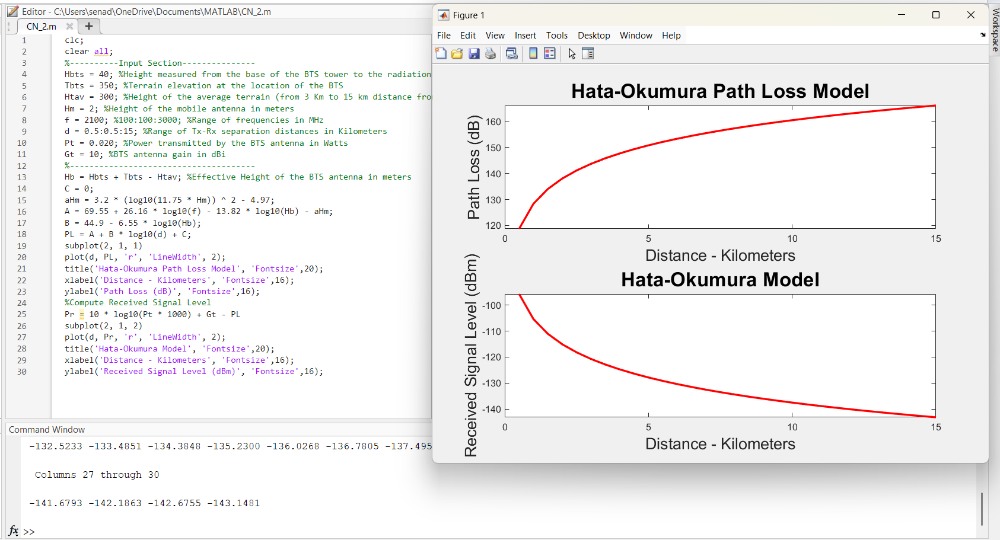 Editor - C:\Users\senad\OneDrive\Documents\MATLAB\CN_2.m
CN_2.m
1 clc;
2 clear all;
3 %----------Input Section---------------
4 Hbts = 40; %Height measured from the base of the BTS tower to the radiation
5 Tbts = 350; %Terrain elevation at the location of the BTS
6 Htav = 300; %Height of the average terrain (from 3 Km to 15 km distance fro
7 Hm = 2; %Height of the mobile antenna in meters
8 f = 2100; %100:100:3000; %Range of frequencies in MHz
9 d = 0.5:0.5:15; %Range of Tx-Rx separation distances in Kilometers
10 Pt = 0.020; %Power transmitted by the BTS antenna in Watts
11 Gt = 10; %BTS antenna gain in dBi
12 %--------------------------------------
13 Hb = Hbts + Tbts - Htav; %Effective Height of the BTS antenna in meters
14 C = 0;
15 aHm = 3.2 * (log10(11.75 * Hm)) ^ 2 - 4.97;
16 A = 69.55 + 26.16 * log10(f) - 13.82 * log10(Hb) - aHm;
17 B = 44.9 - 6.55 * log10(Hb);
18 PL = A + B * log10(d) + C;
19 subplot(2, 1, 1)
20 plot(d, PL, 'r', 'LineWidth', 2);
21 title('Hata-Okumura Path Loss Model', 'Fontsize',20);
22 xlabel('Distance - Kilometers', 'Fontsize',16);
23 ylabel('Path Loss (dB)', 'Fontsize',16);
24 %Compute Received Signal Level
25 Pr = 10 * log10(Pt * 1000) + Gt - PL
26 subplot(2, 1, 2)
27 plot(d, Pr, 'r', 'LineWidth', 2);
28 title('Hata-Okumura Model', 'Fontsize',20);
29 xlabel('Distance - Kilometers', 'Fontsize',16);
30 ylabel('Received Signal Level (dBm)', 'Fontsize',16);
Command Window
-132.5233 -133.4851 -134.3848 -135.2300 -136.0268 -136.7805 -137.495
Columns 27 through 30
-141.6793 -142.1863 -142.6755 -143.1481
fx >>
Figure 1
File Edit View Insert Tools Desktop Window Help
Hata-Okumura Path Loss Model
Path Loss (dB)
160
150
140
130
120
0 5 10 15
Distance - Kilometers
Hata-Okumura Model
Received Signal Level (dBm)
-100
-110
-120
-130
-140
0 5 10 15
Distance - Kilometers
Workspace